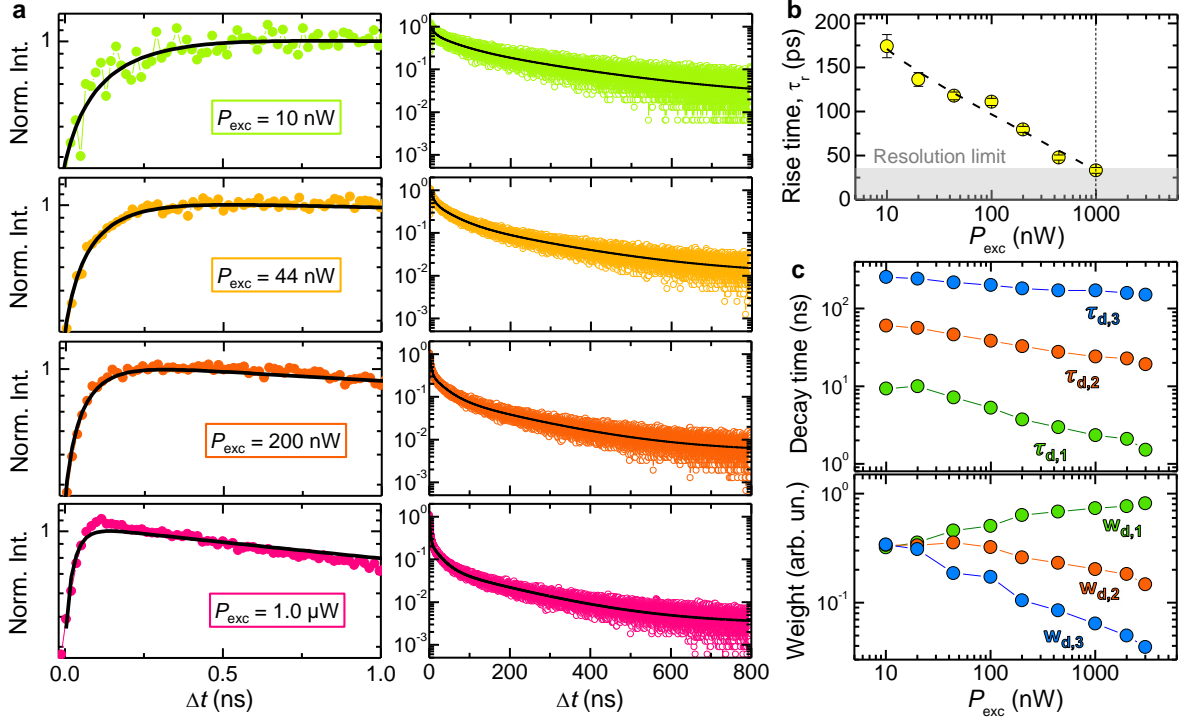 a
Norm. Int.
1
P_exc = 10 nW
10^0
10^-1
10^-2
10^-3
Norm. Int.
1
P_exc = 44 nW
10^0
10^-1
10^-2
10^-3
Norm. Int.
1
P_exc = 200 nW
10^0
10^-1
10^-2
10^-3
Norm. Int.
1
P_exc = 1.0 µW
10^0
10^-1
10^-2
10^-3
0.0 0.5 1.0
Δt (ns)
0 200 400 600 800
Δt (ns)
b
Rise time, τ_r (ps)
200
150
100
50
0
Resolution limit
10 100 1000
P_exc (nW)
c
Decay time (ns)
10^2
10^1
10^0
τ_d,3
τ_d,2
τ_d,1
Weight (arb. un.)
10^0
10^-1
w_d,1
w_d,2
w_d,3
10 100 1000
P_exc (nW)